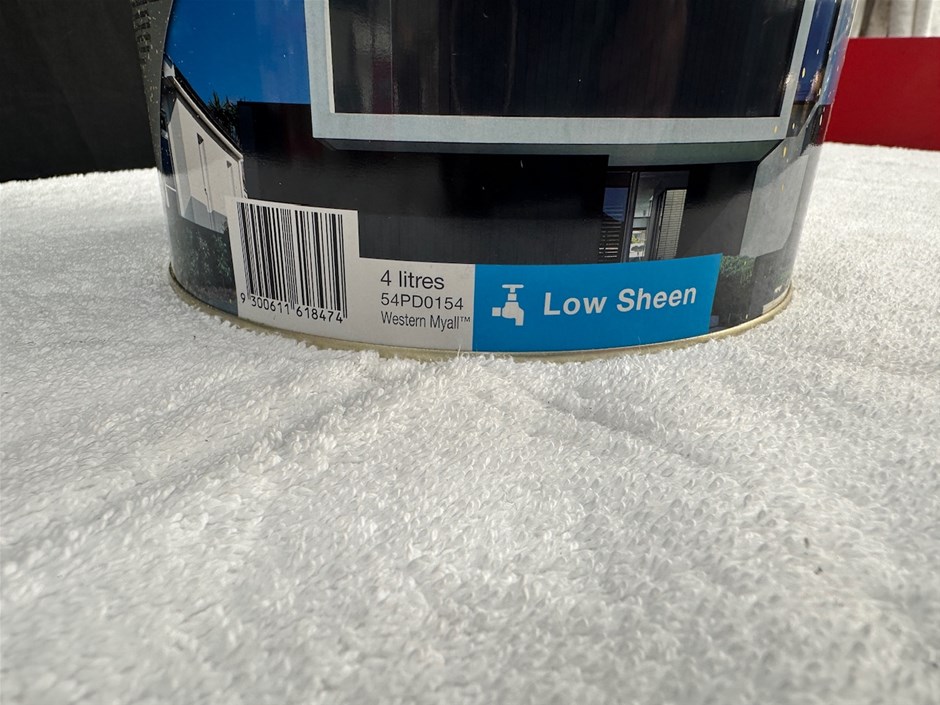 4 litres
54PD0154
Western Myall™
9 300611 618474
Low Sheen